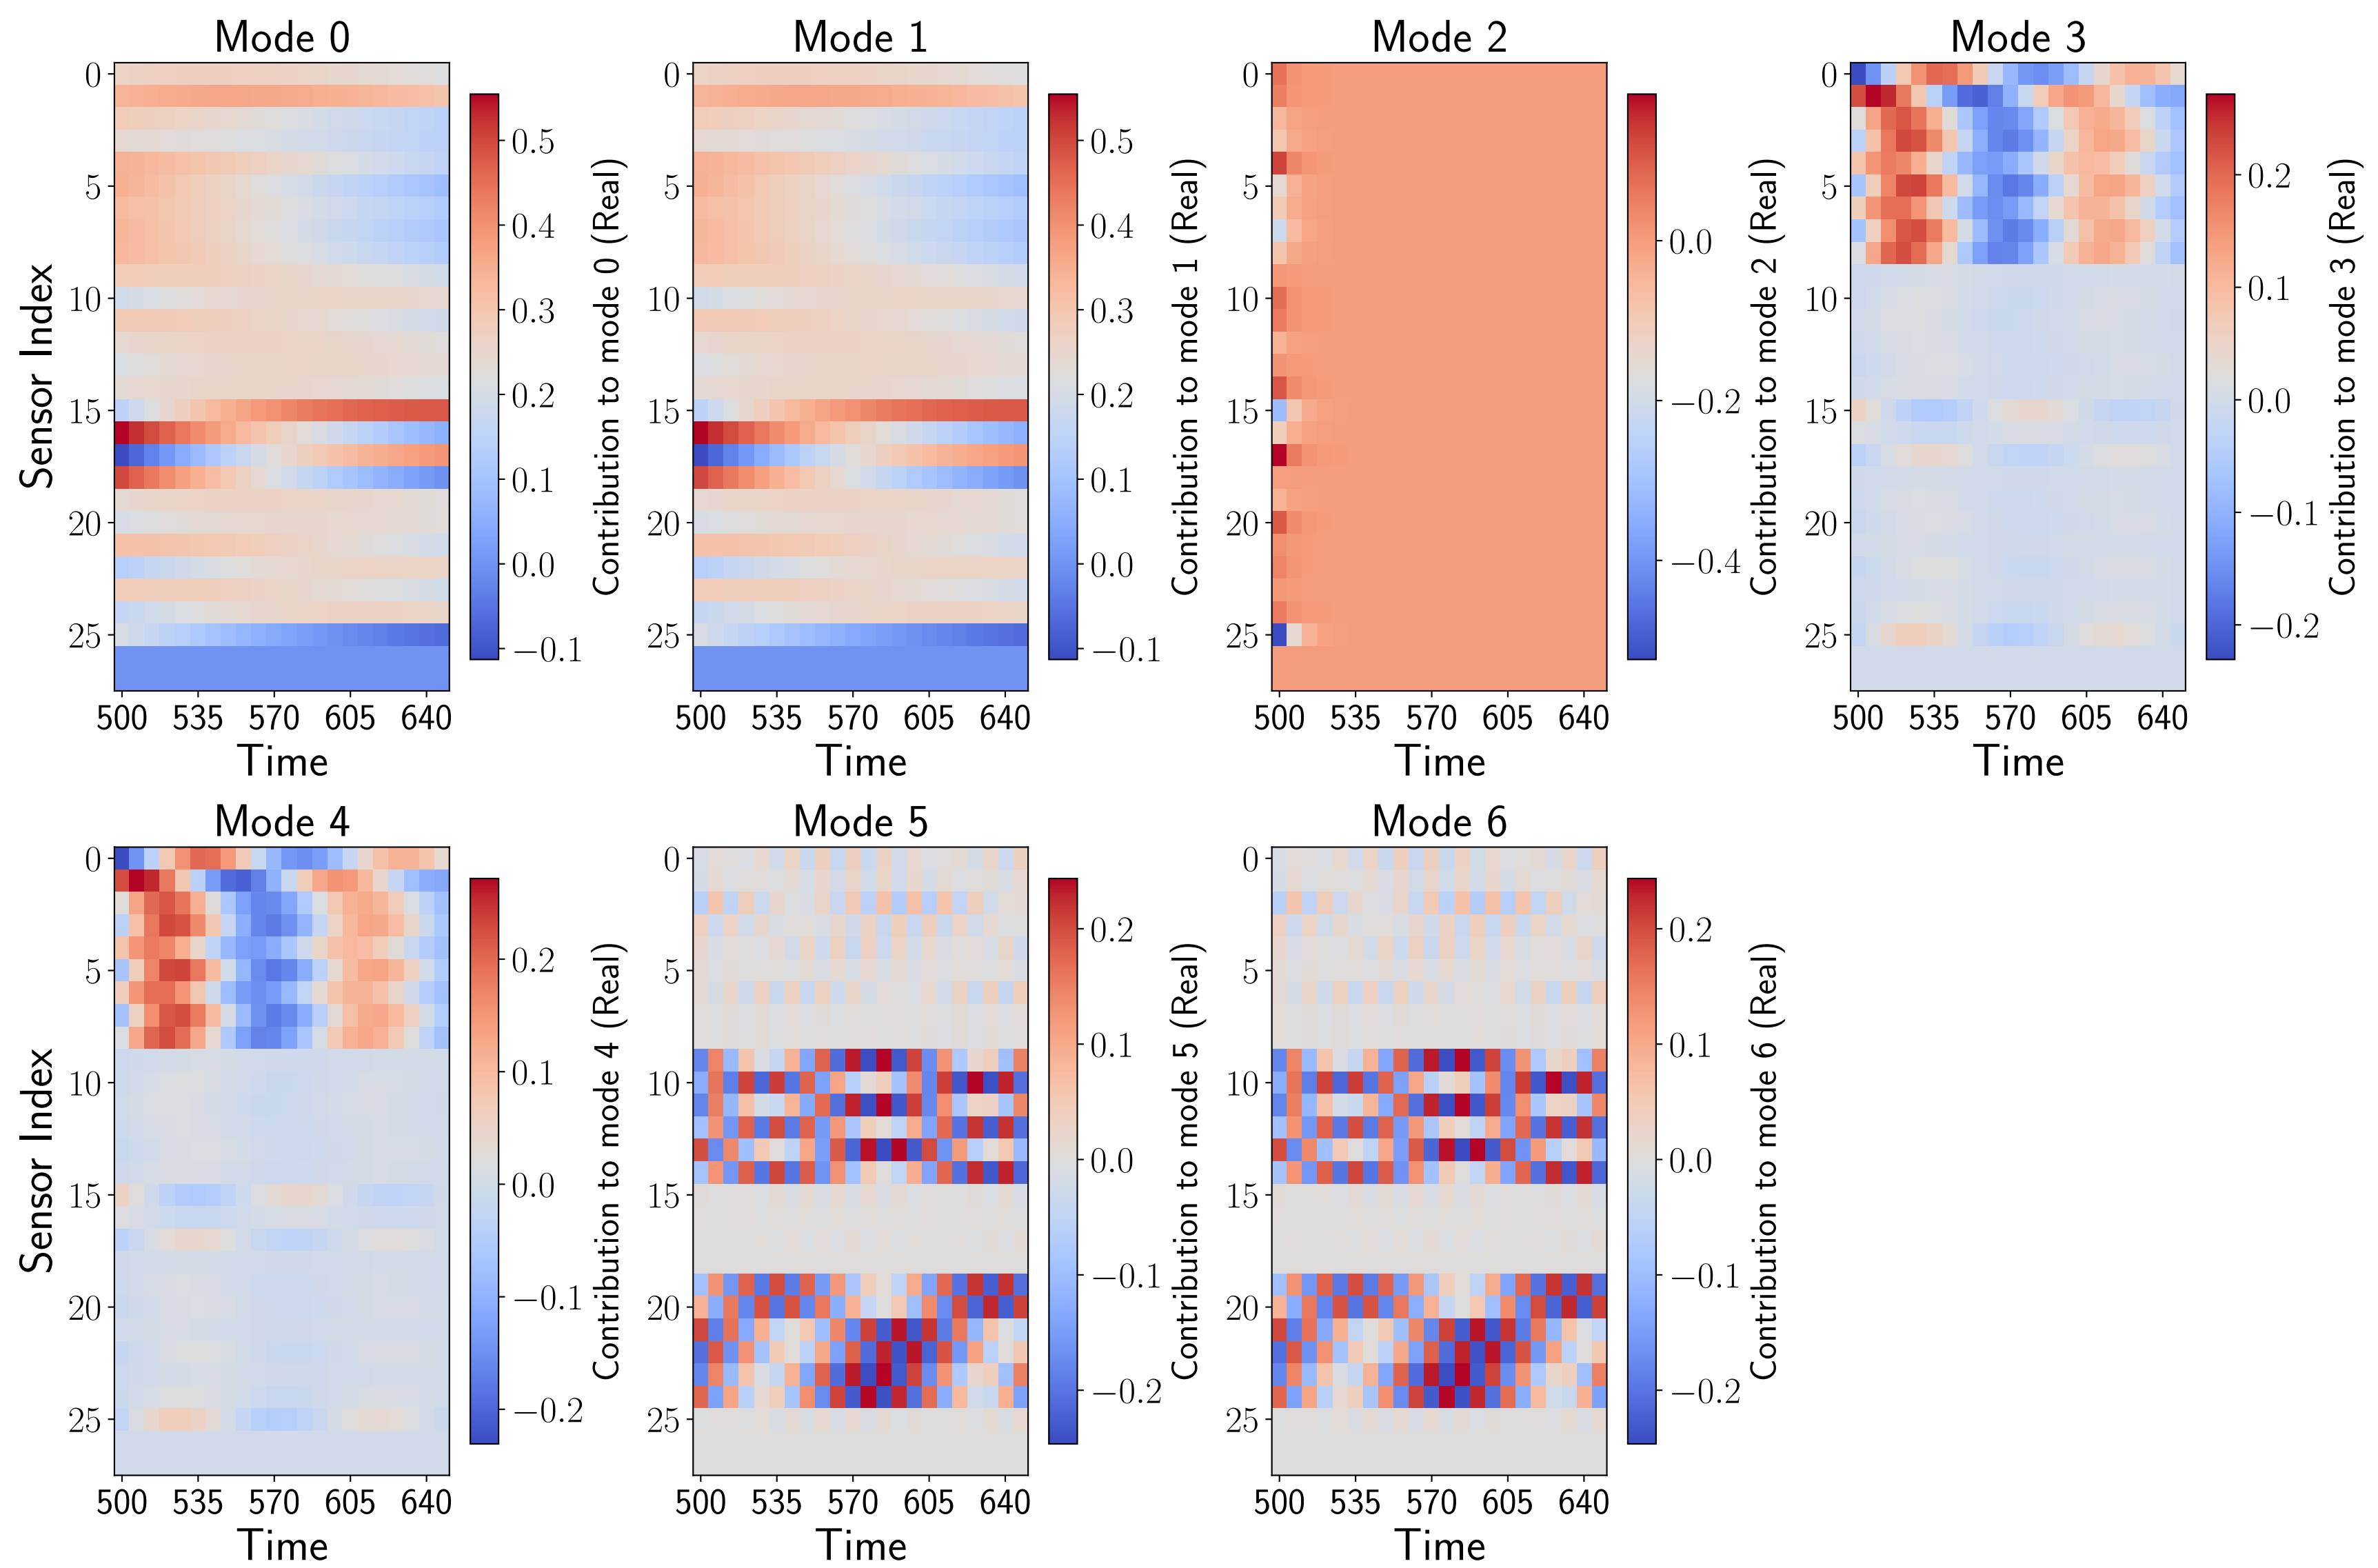 Mode 0
Mode 1
Mode 2
Mode 3
Sensor Index
0
5
10
15
20
25
500 535 570 605 640
Time
0.5
0.4
0.3
0.2
0.1
0.0
−0.1
Contribution to mode 0 (Real)
0
5
10
15
20
25
500 535 570 605 640
Time
0.5
0.4
0.3
0.2
0.1
0.0
−0.1
Contribution to mode 1 (Real)
0
5
10
15
20
25
500 535 570 605 640
Time
0.0
−0.2
−0.4
Contribution to mode 2 (Real)
0
5
10
15
20
25
500 535 570 605 640
Time
0.2
0.1
0.0
−0.1
−0.2
Contribution to mode 3 (Real)
Mode 4
Mode 5
Mode 6
Sensor Index
0
5
10
15
20
25
500 535 570 605 640
Time
0.2
0.1
0.0
−0.1
−0.2
Contribution to mode 4 (Real)
0
5
10
15
20
25
500 535 570 605 640
Time
0.2
0.1
0.0
−0.1
−0.2
Contribution to mode 5 (Real)
0
5
10
15
20
25
500 535 570 605 640
Time
0.2
0.1
0.0
−0.1
−0.2
Contribution to mode 6 (Real)